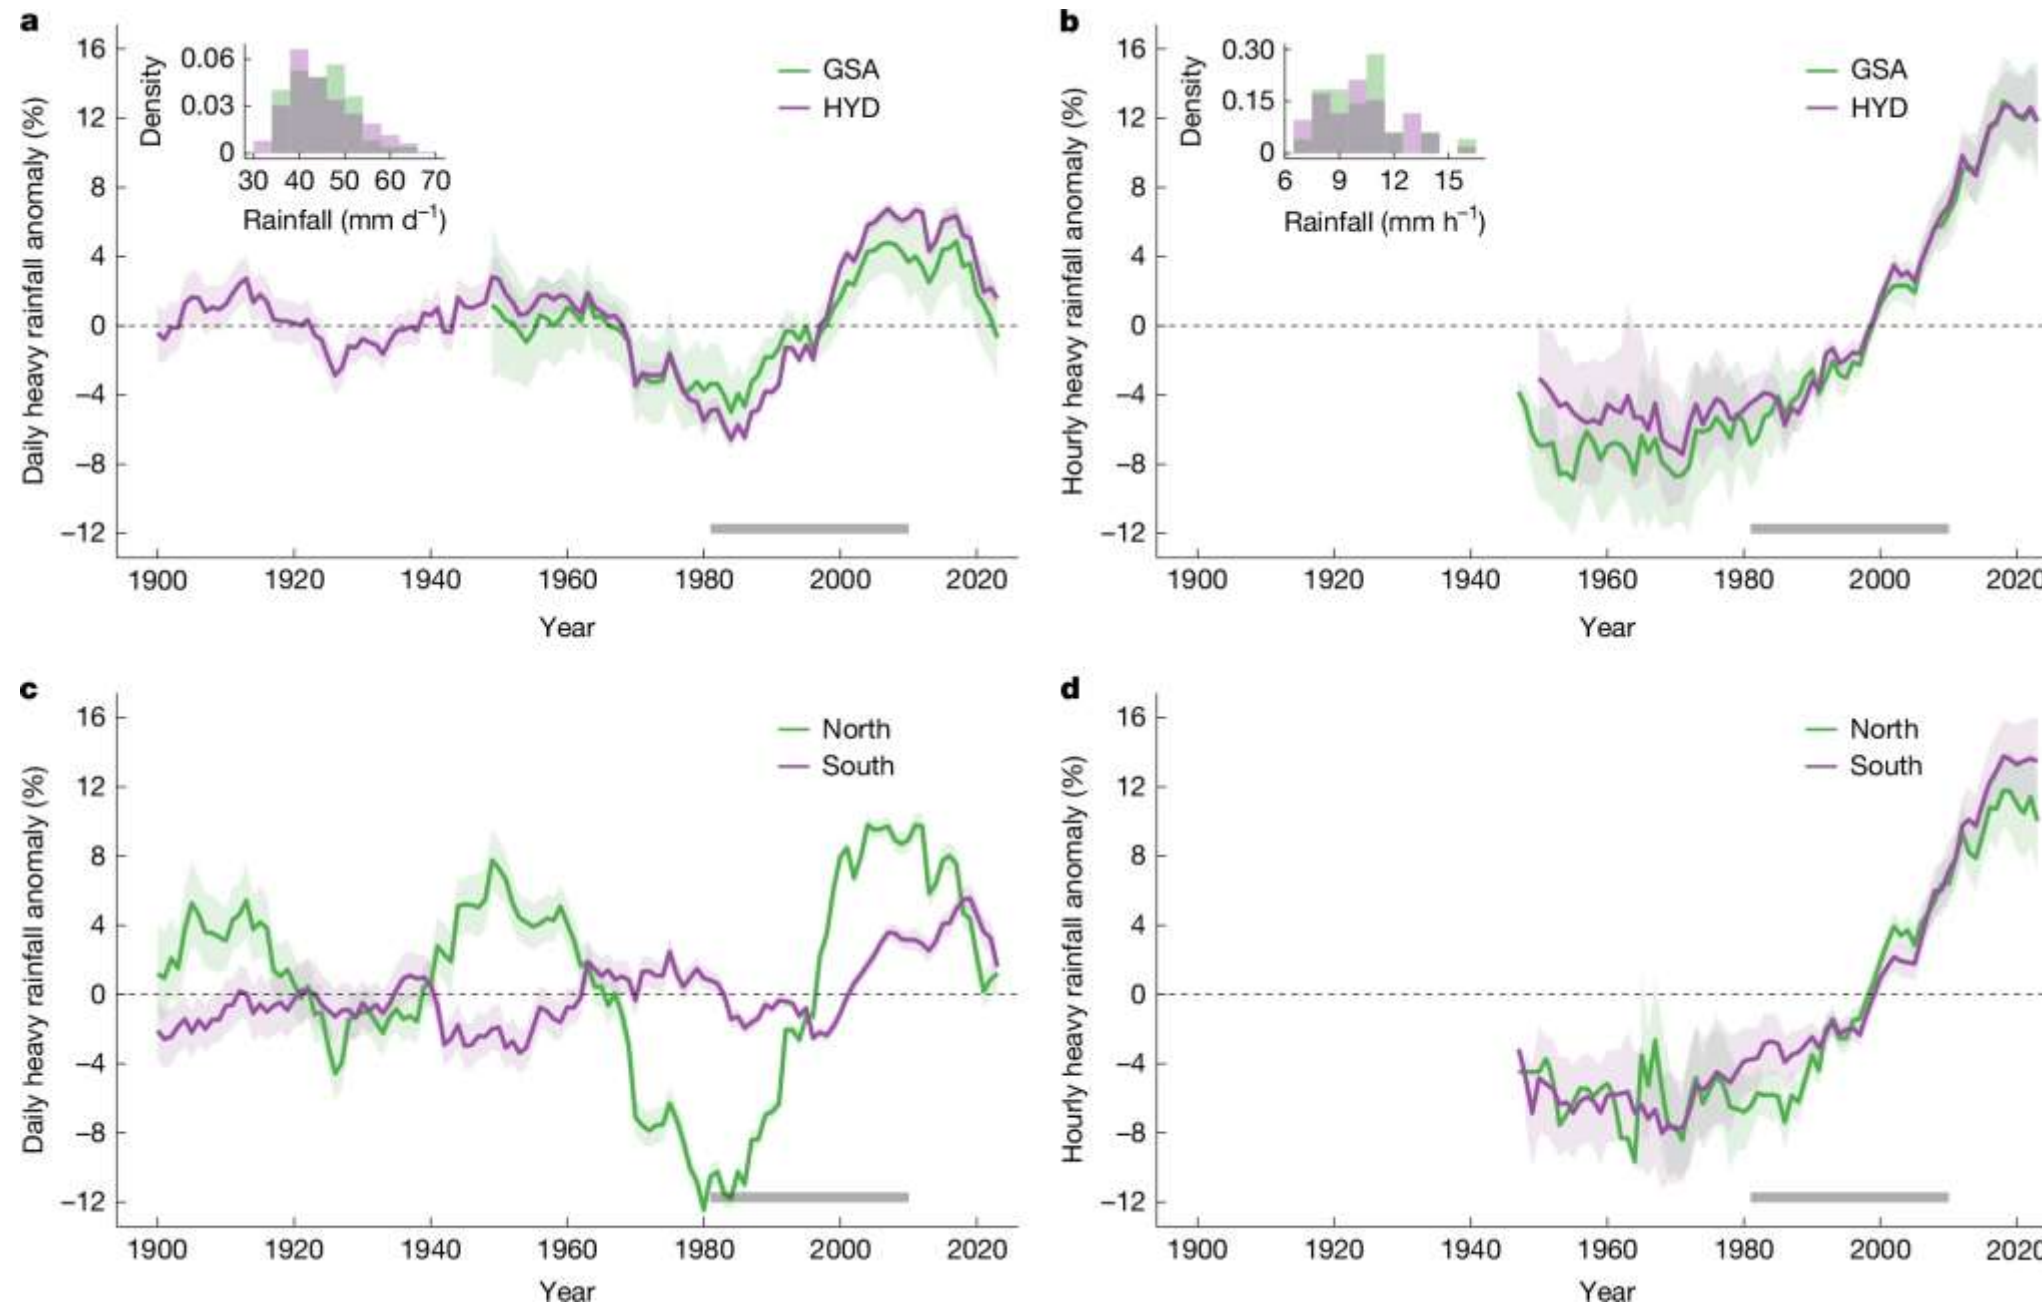 a
Daily heavy rainfall anomaly (%)
16
12
8
4
0
−4
−8
−12
1900 1920 1940 1960 1980 2000 2020
Year
Density
0.06
0.03
0
30 40 50 60 70
Rainfall (mm d⁻¹)
GSA
HYD
b
Hourly heavy rainfall anomaly (%)
16
12
8
4
0
−4
−8
−12
1900 1920 1940 1960 1980 2000 2020
Year
Density
0.30
0.15
0
6 9 12 15
Rainfall (mm h⁻¹)
GSA
HYD
c
Daily heavy rainfall anomaly (%)
16
12
8
4
0
−4
−8
−12
1900 1920 1940 1960 1980 2000 2020
Year
North
South
d
Hourly heavy rainfall anomaly (%)
16
12
8
4
0
−4
−8
−12
1900 1920 1940 1960 1980 2000 2020
Year
North
South